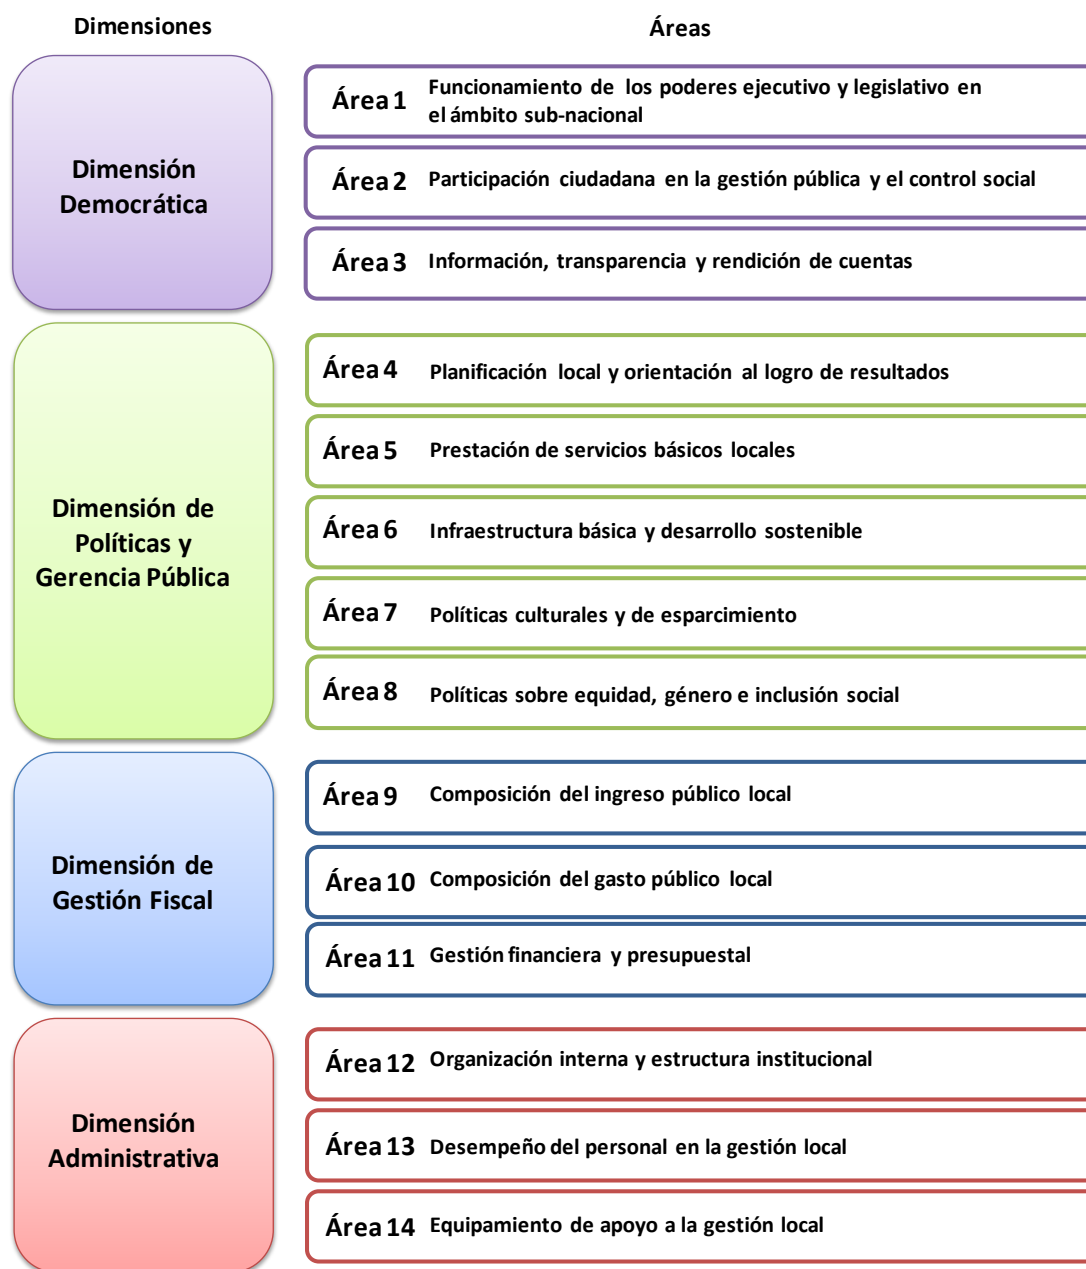 Dimensiones
Áreas
Dimensión
Democrática
Área 1
Funcionamiento de los poderes ejecutivo y legislativo en
el ámbito sub-nacional
Área 2
Participación ciudadana en la gestión pública y el control social
Área 3
Información, transparencia y rendición de cuentas
Dimensión de
Políticas y
Gerencia Pública
Área 4
Planificación local y orientación al logro de resultados
Área 5
Prestación de servicios básicos locales
Área 6
Infraestructura básica y desarrollo sostenible
Área 7
Políticas culturales y de esparcimiento
Área 8
Políticas sobre equidad, género e inclusión social
Dimensión de
Gestión Fiscal
Área 9
Composición del ingreso público local
Área 10
Composición del gasto público local
Área 11
Gestión financiera y presupuestal
Dimensión
Administrativa
Área 12
Organización interna y estructura institucional
Área 13
Desempeño del personal en la gestión local
Área 14
Equipamiento de apoyo a la gestión local